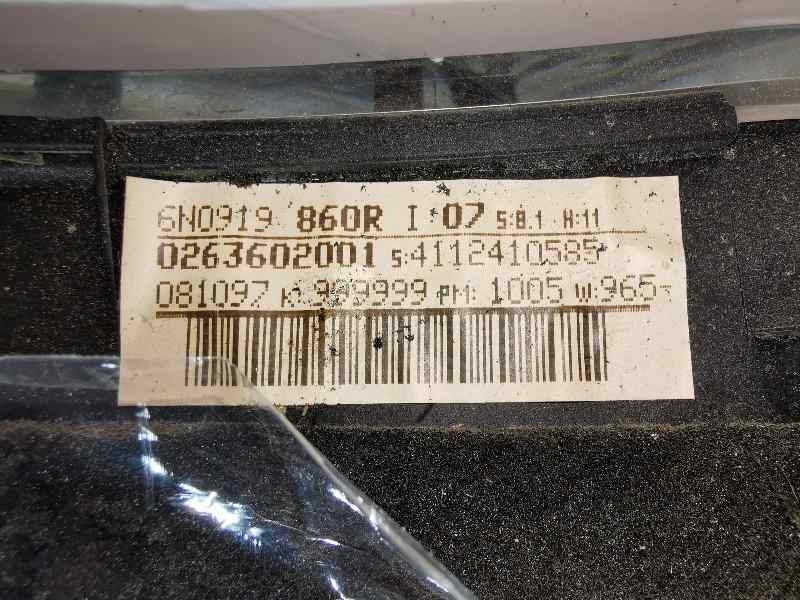 6N0919 860R I 07 S:8.1 H:11
0263602001 S:4112410585
081097 K:999999 PM: 1005 W:965-